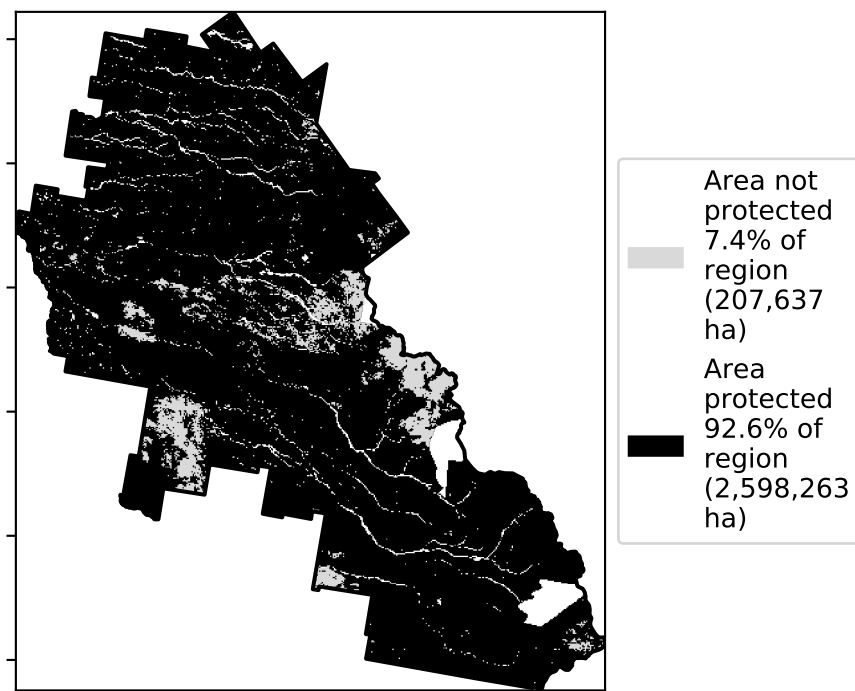 Area not
protected
7.4% of
region
(207,637
ha)
Area
protected
92.6% of
region
(2,598,263
ha)